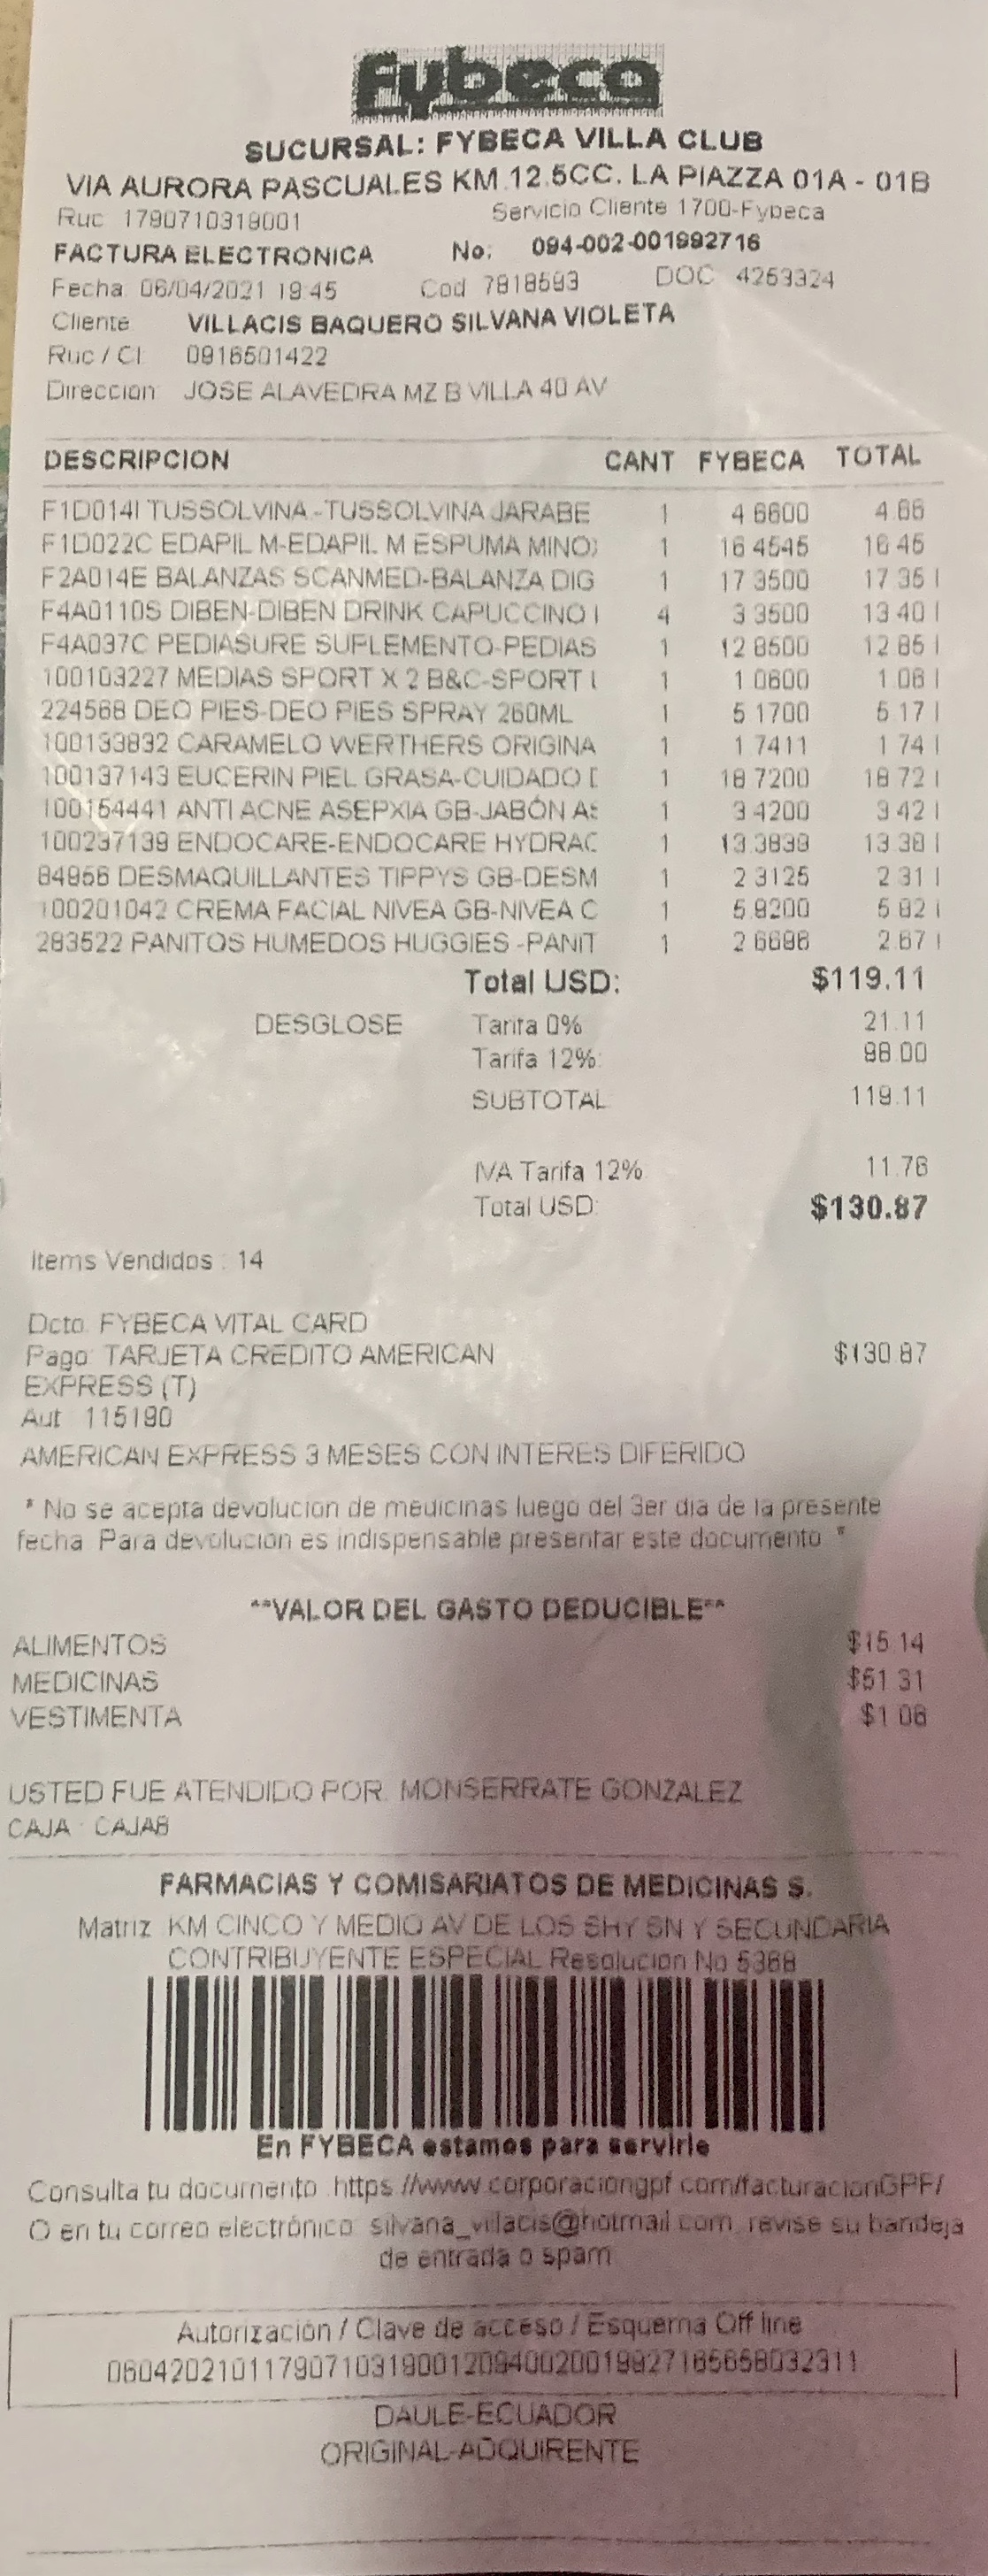 Fybeca
SUCURSAL: FYBECA VILLA CLUB
VIA AURORA PASCUALES KM.12.5CC. LA PIAZZA 01A - 01B
Ruc 1790710319001 Servicio Cliente 1700-Fybeca
FACTURA ELECTRONICA No: 094-002-001992716
Fecha 06/04/2021 19:45 Cod 7818593 DOC 4253324
Cliente VILLACIS BAQUERO SILVANA VIOLETA
Ruc / CI: 0916501422
Direccion JOSE ALAVEDRA MZ B VILLA 40 AV
DESCRIPCION CANT FYBECA TOTAL
F1D014I TUSSOLVINA.-TUSSOLVINA JARABE 1 4.6600 4.66
F1D022C EDAPIL M-EDAPIL M ESPUMA MINO 1 16.4545 16.45
F2A014E BALANZAS SCANMED-BALANZA DIG 1 17.3500 17.35 I
F4A0110S DIBEN-DIBEN DRINK CAPUCCINO I 4 3.3500 13.40 I
F4A037C PEDIASURE SUPLEMENTO-PEDIAS 1 12.8500 12.85 I
100103227 MEDIAS SPORT X 2 B&C-SPORT 1 1.0600 1.06 I
224568 DEO PIES-DEO PIES SPRAY 260ML 1 5.1700 5.17 I
100133832 CARAMELO WERTHERS ORIGINA 1 1.7411 1.74 I
100137143 EUCERIN PIEL GRASA-CUIDADO 1 18.7200 18.72 I
100154441 ANTI ACNE ASEPXIA GB-JABÓN AS 1 3.4200 3.42 I
100237139 ENDOCARE-ENDOCARE HYDRAC 1 13.3839 13.38 I
84956 DESMAQUILLANTES TIPPYS GB-DESM 1 2.3125 2.31 I
100201042 CREMA FACIAL NIVEA GB-NIVEA C 1 5.9200 5.92 I
283522 PANITOS HUMEDOS HUGGIES -PANIT 1 2.6696 2.67 I
Total USD: $119.11
DESGLOSE Tarifa 0% 21.11
Tarifa 12%: 98.00
SUBTOTAL 119.11
IVA Tarifa 12% 11.76
Total USD: $130.87
Items Vendidos : 14
Dcto. FYBECA VITAL CARD
Pago: TARJETA CREDITO AMERICAN $130.87
EXPRESS (T)
Aut 115190
AMERICAN EXPRESS 3 MESES CON INTERES DIFERIDO
* No se acepta devolucion de medicinas luego del 3er dia de la presente
fecha. Para devolucion es indispensable presentar este documento *
**VALOR DEL GASTO DEDUCIBLE**
ALIMENTOS $15.14
MEDICINAS $51.31
VESTIMENTA $1.06
USTED FUE ATENDIDO POR: MONSERRATE GONZALEZ
CAJA : CAJA8
FARMACIAS Y COMISARIATOS DE MEDICINAS S.
Matriz KM CINCO Y MEDIO AV DE LOS SHY SN Y SECUNDARIA
CONTRIBUYENTE ESPECIAL Resolucion No 5368
En FYBECA estamos para servirle
Consulta tu documento :https://www.corporaciongpf.com/facturacionGPF/
O en tu correo electrónico: silvana_villacis@hotmail.com, revise su bandeja
de entrada o spam
Autorización / Clave de acceso / Esquema Off line
0604202101179071031900120940020019927165658032311
DAULE-ECUADOR
ORIGINAL-ADQUIRENTE